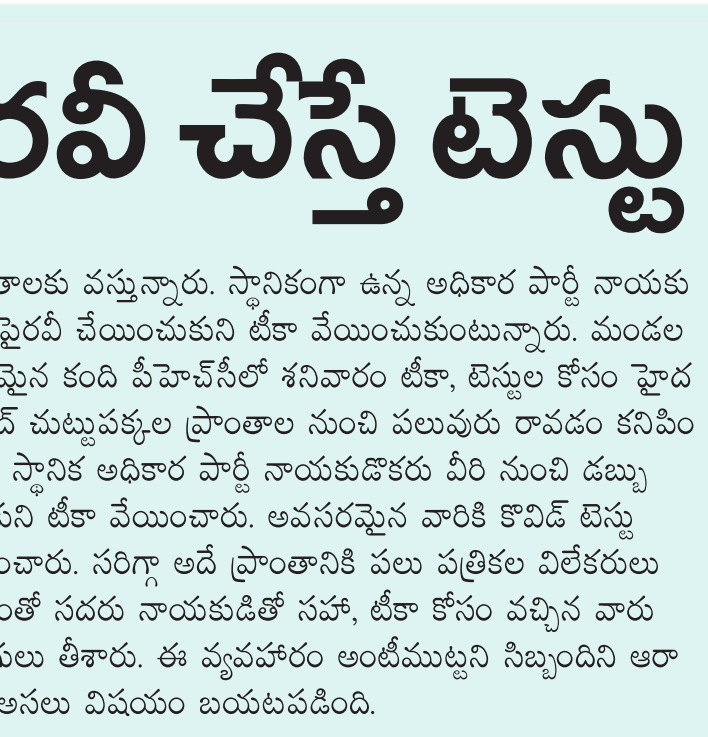 రవీ చేస్తే టెస్టు
తాలకు వస్తున్నారు. స్థానికంగా ఉన్న అధికార పార్టీ నాయకు
పైరవీ చేయించుకుని టీకా వేయించుకుంటున్నారు. మండల
మైన కంది పీహెచ్‌సీలో శనివారం టీకా, టెస్టుల కోసం హైద
ద్ చుట్టుపక్కల ప్రాంతాల నుంచి పలువురు రావడం కనిపిం
స్థానిక అధికార పార్టీ నాయకుడొకరు వీరి నుంచి డబ్బు
ని టీకా వేయించారు. అవసరమైన వారికి కొవిడ్ టెస్టు
చారు. సరిగ్గా అదే ప్రాంతానికి పలు పత్రికల విలేకరులు
తో సదరు నాయకుడితో సహా, టీకా కోసం వచ్చిన వారు
లు తీశారు. ఈ వ్యవహారం అంటీముట్టని సిబ్బందిని ఆరా
అసలు విషయం బయటపడింది.